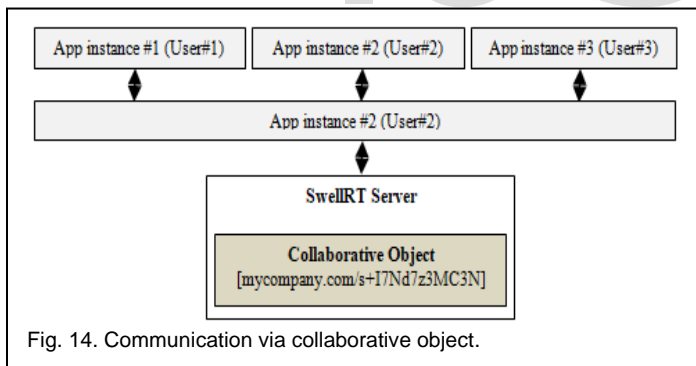 App instance #1 (User#1) App instance #2 (User#2) App instance #3 (User#3)
App instance #2 (User#2)
SwellRT Server
Collaborative Object
[mycompany.com/s+I7Nd7z3MC3N]
Fig. 14. Communication via collaborative object.